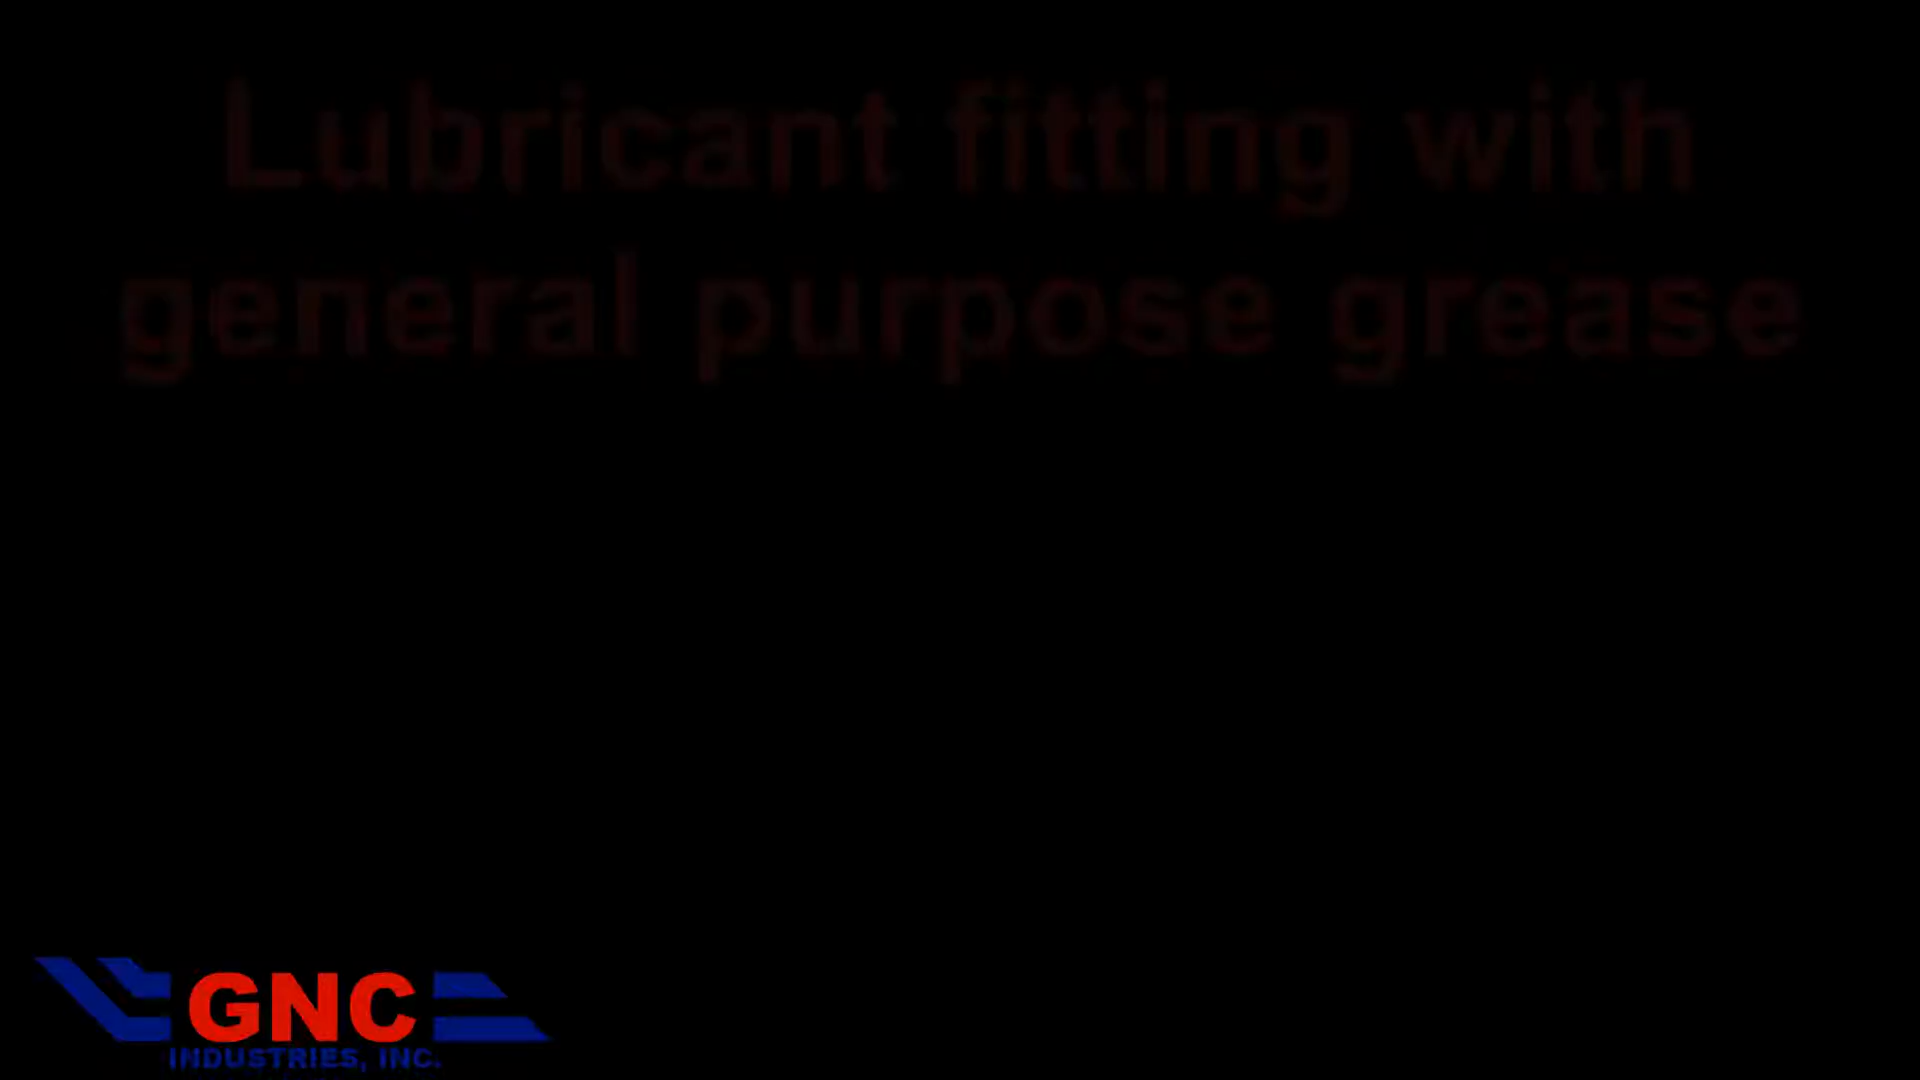 Lubricant fitting with
general purpose grease
GNC
INDUSTRIES, INC.